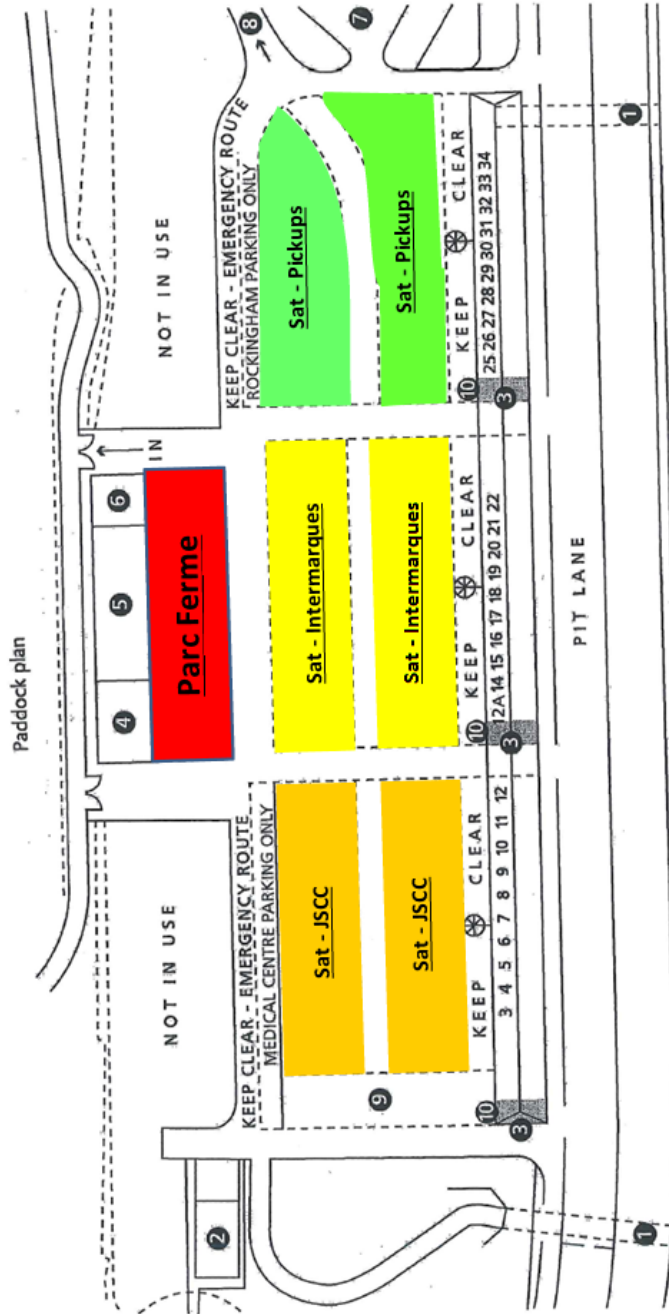 Paddock plan
4 5 6
IN
NOT IN USE
Parc Ferme
NOT IN USE
2
8
7
KEEP CLEAR - EMERGENCY ROUTE
MEDICAL CENTRE PARKING ONLY
KEEP CLEAR - EMERGENCY ROUTE
ROCKINGHAM PARKING ONLY
Sat - JSCC
Sat - Intermarques
Sat - Pickups
9
Sat - JSCC
Sat - Intermarques
Sat - Pickups
KEEP CLEAR
KEEP CLEAR
KEEP CLEAR
10 10 10
3 4 5 6 7 8 9 10 11 12
12A 14 15 16 17 18 19 20 21 22
25 26 27 28 29 30 31 32 33 34
3 3 3
PIT LANE
1 1